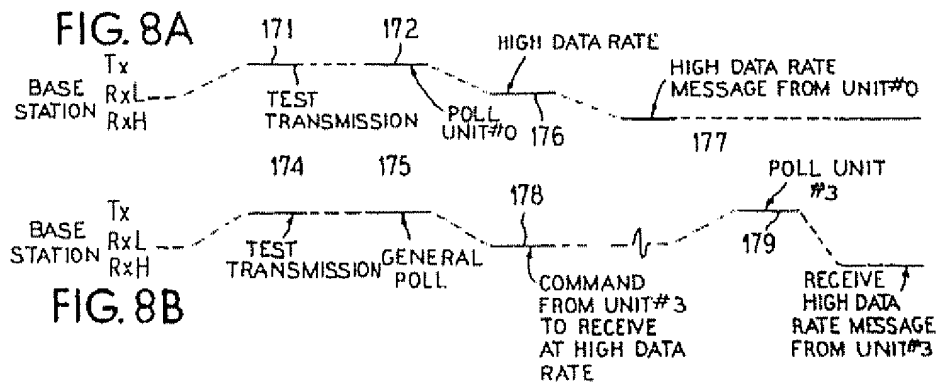 FIG. 8A
171
172
HIGH DATA RATE
Tx
BASE STATION
RxL
RxH
TEST TRANSMISSION
POLL UNIT#0
176
HIGH DATA RATE MESSAGE FROM UNIT#0
177
174
175
178
POLL UNIT #3
179
Tx
BASE STATION
RxL
RxH
TEST TRANSMISSION
GENERAL POLL
COMMAND FROM UNIT#3 TO RECEIVE AT HIGH DATA RATE
RECEIVE HIGH DATA RATE MESSAGE FROM UNIT#3
FIG. 8B